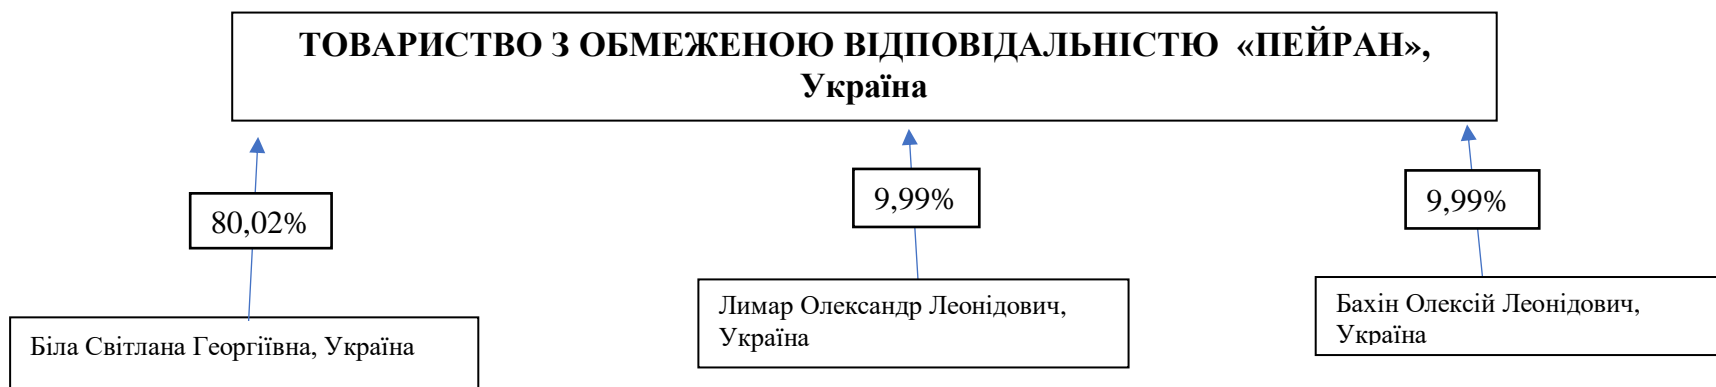 ТОВАРИСТВО З ОБМЕЖЕНОЮ ВІДПОВІДАЛЬНІСТЮ «ПЕЙРАН»,
Україна
80,02%
9,99%
9,99%
Біла Світлана Георгіївна, Україна
Лимар Олександр Леонідович,
Україна
Бахін Олексій Леонідович,
Україна